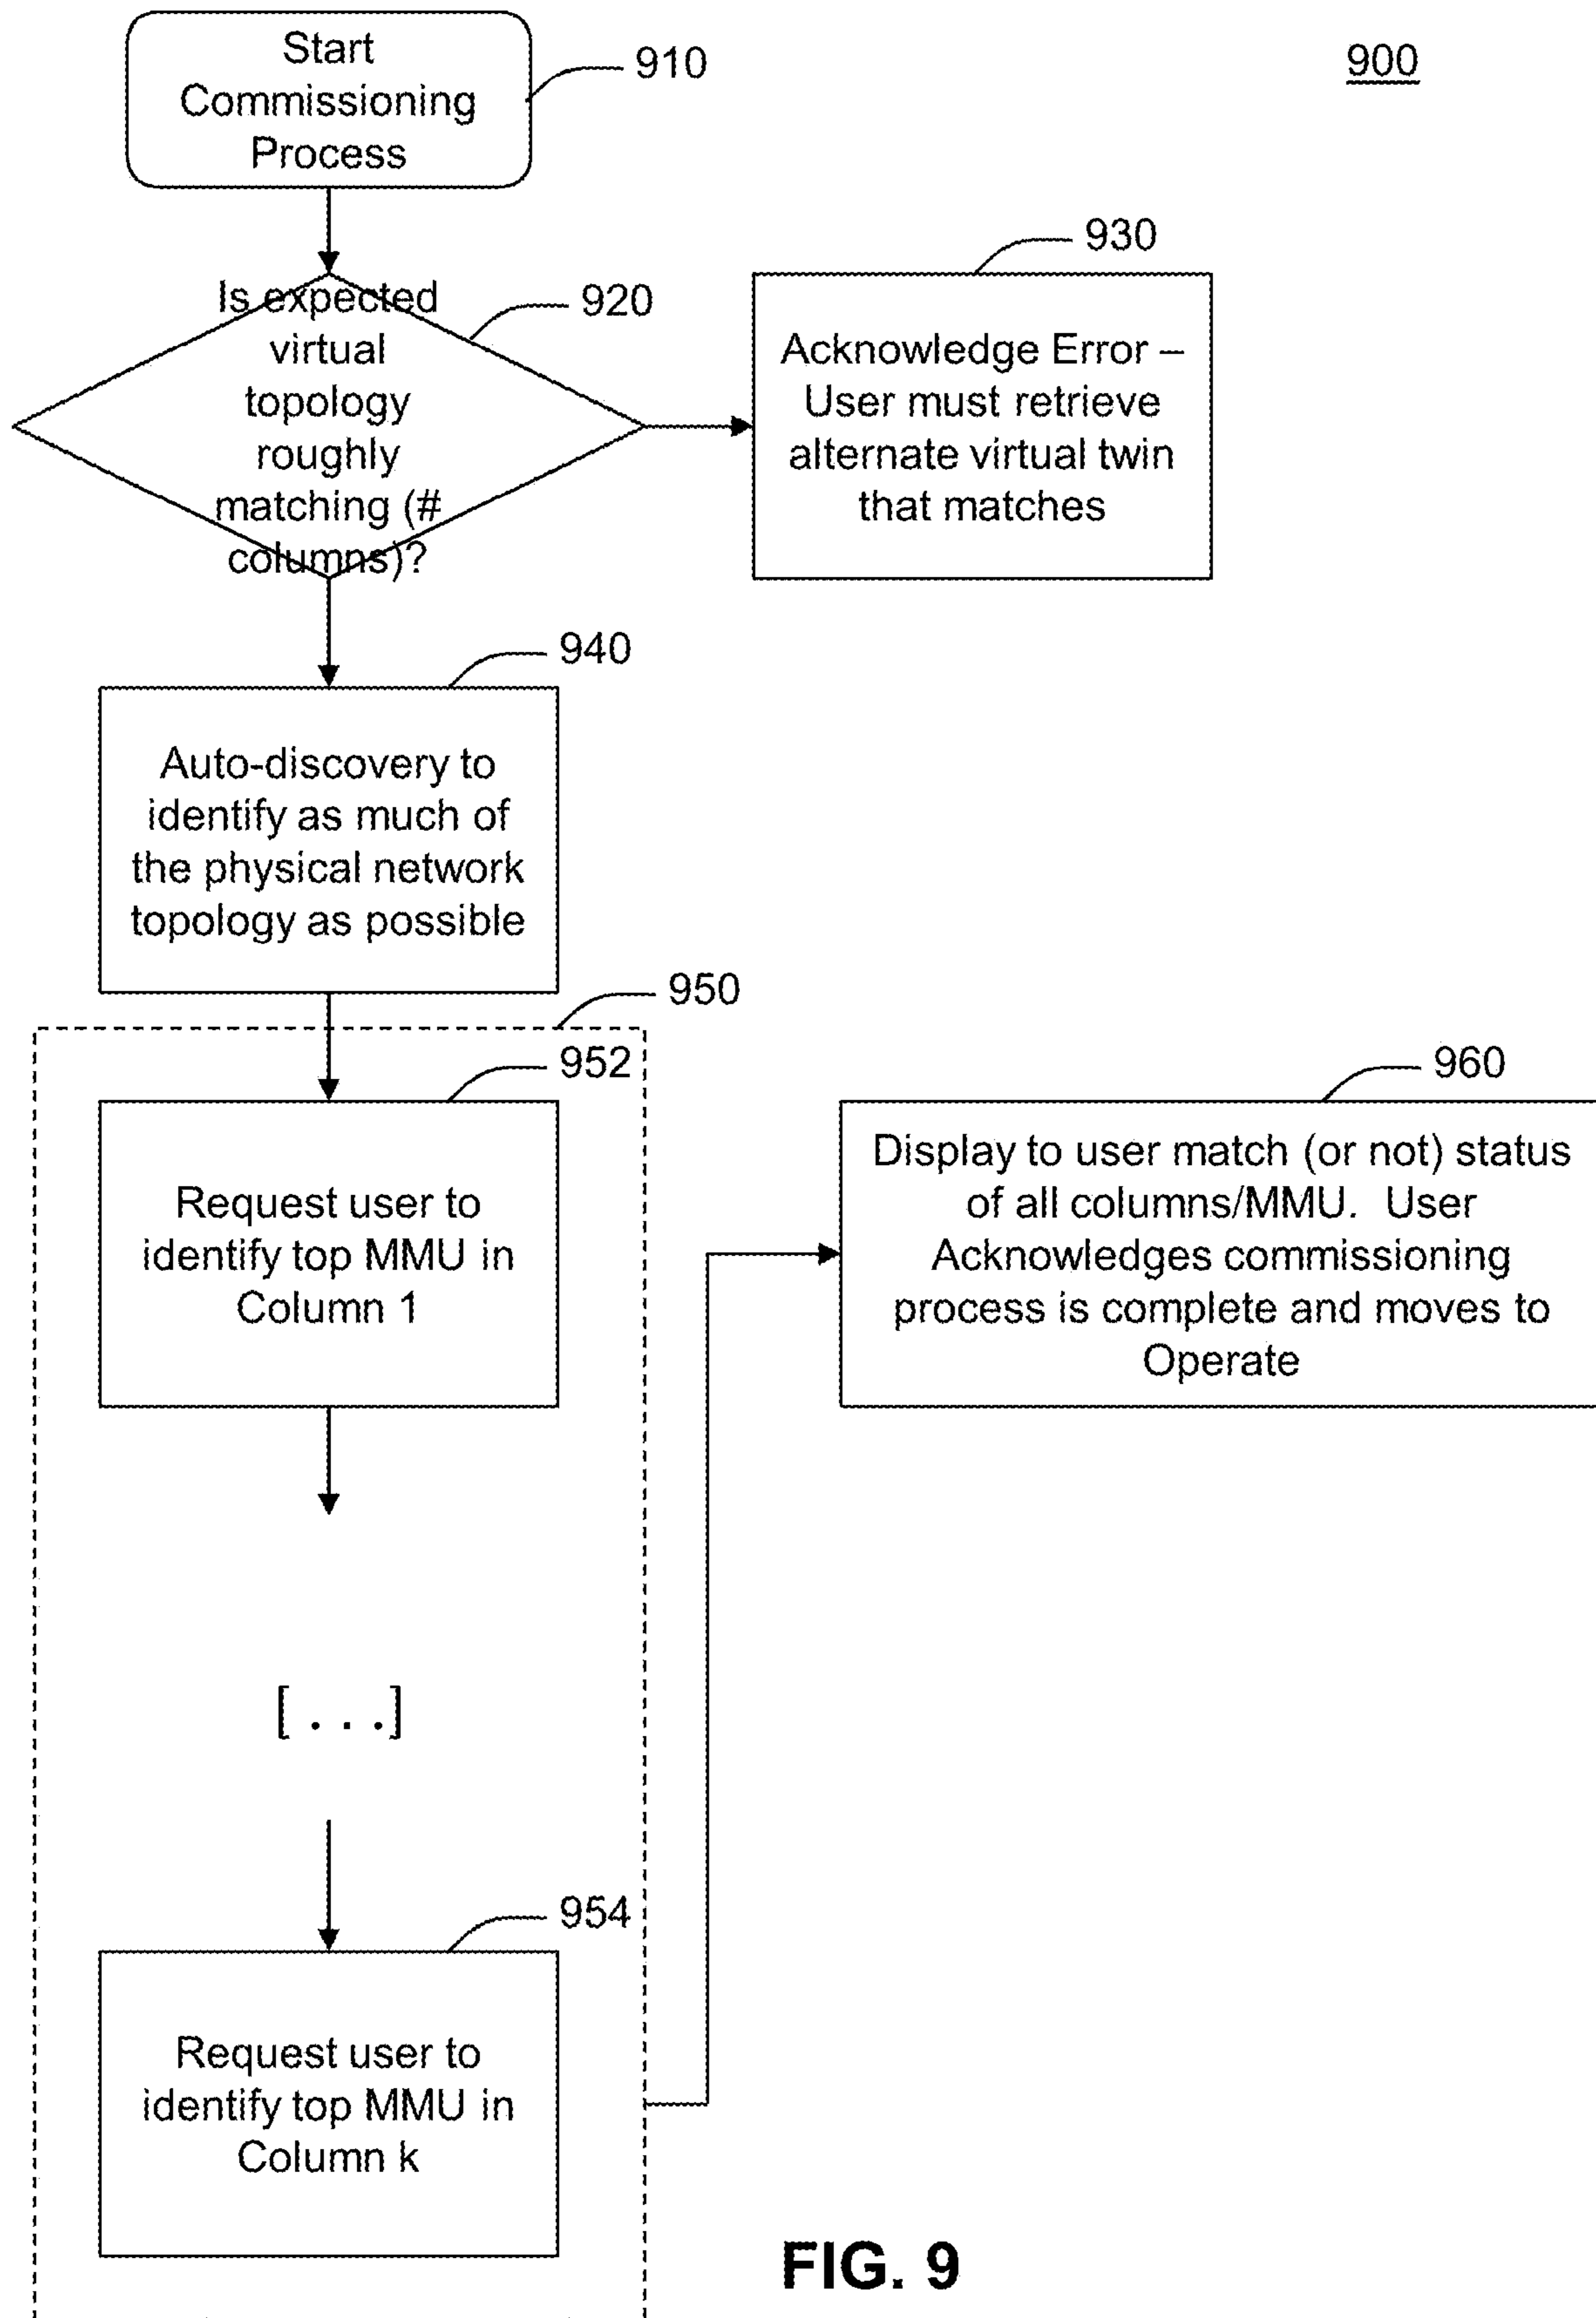 Start
Commissioning
Process
910
900
Is expected
virtual
topology
roughly
matching (#
columns)?
920
930
Acknowledge Error –
User must retrieve
alternate virtual twin
that matches
940
Auto-discovery to
identify as much of
the physical network
topology as possible
950
952
Request user to
identify top MMU in
Column 1
960
Display to user match (or not) status
of all columns/MMU. User
Acknowledges commissioning
process is complete and moves to
Operate
[ . . .]
954
Request user to
identify top MMU in
Column k
FIG. 9